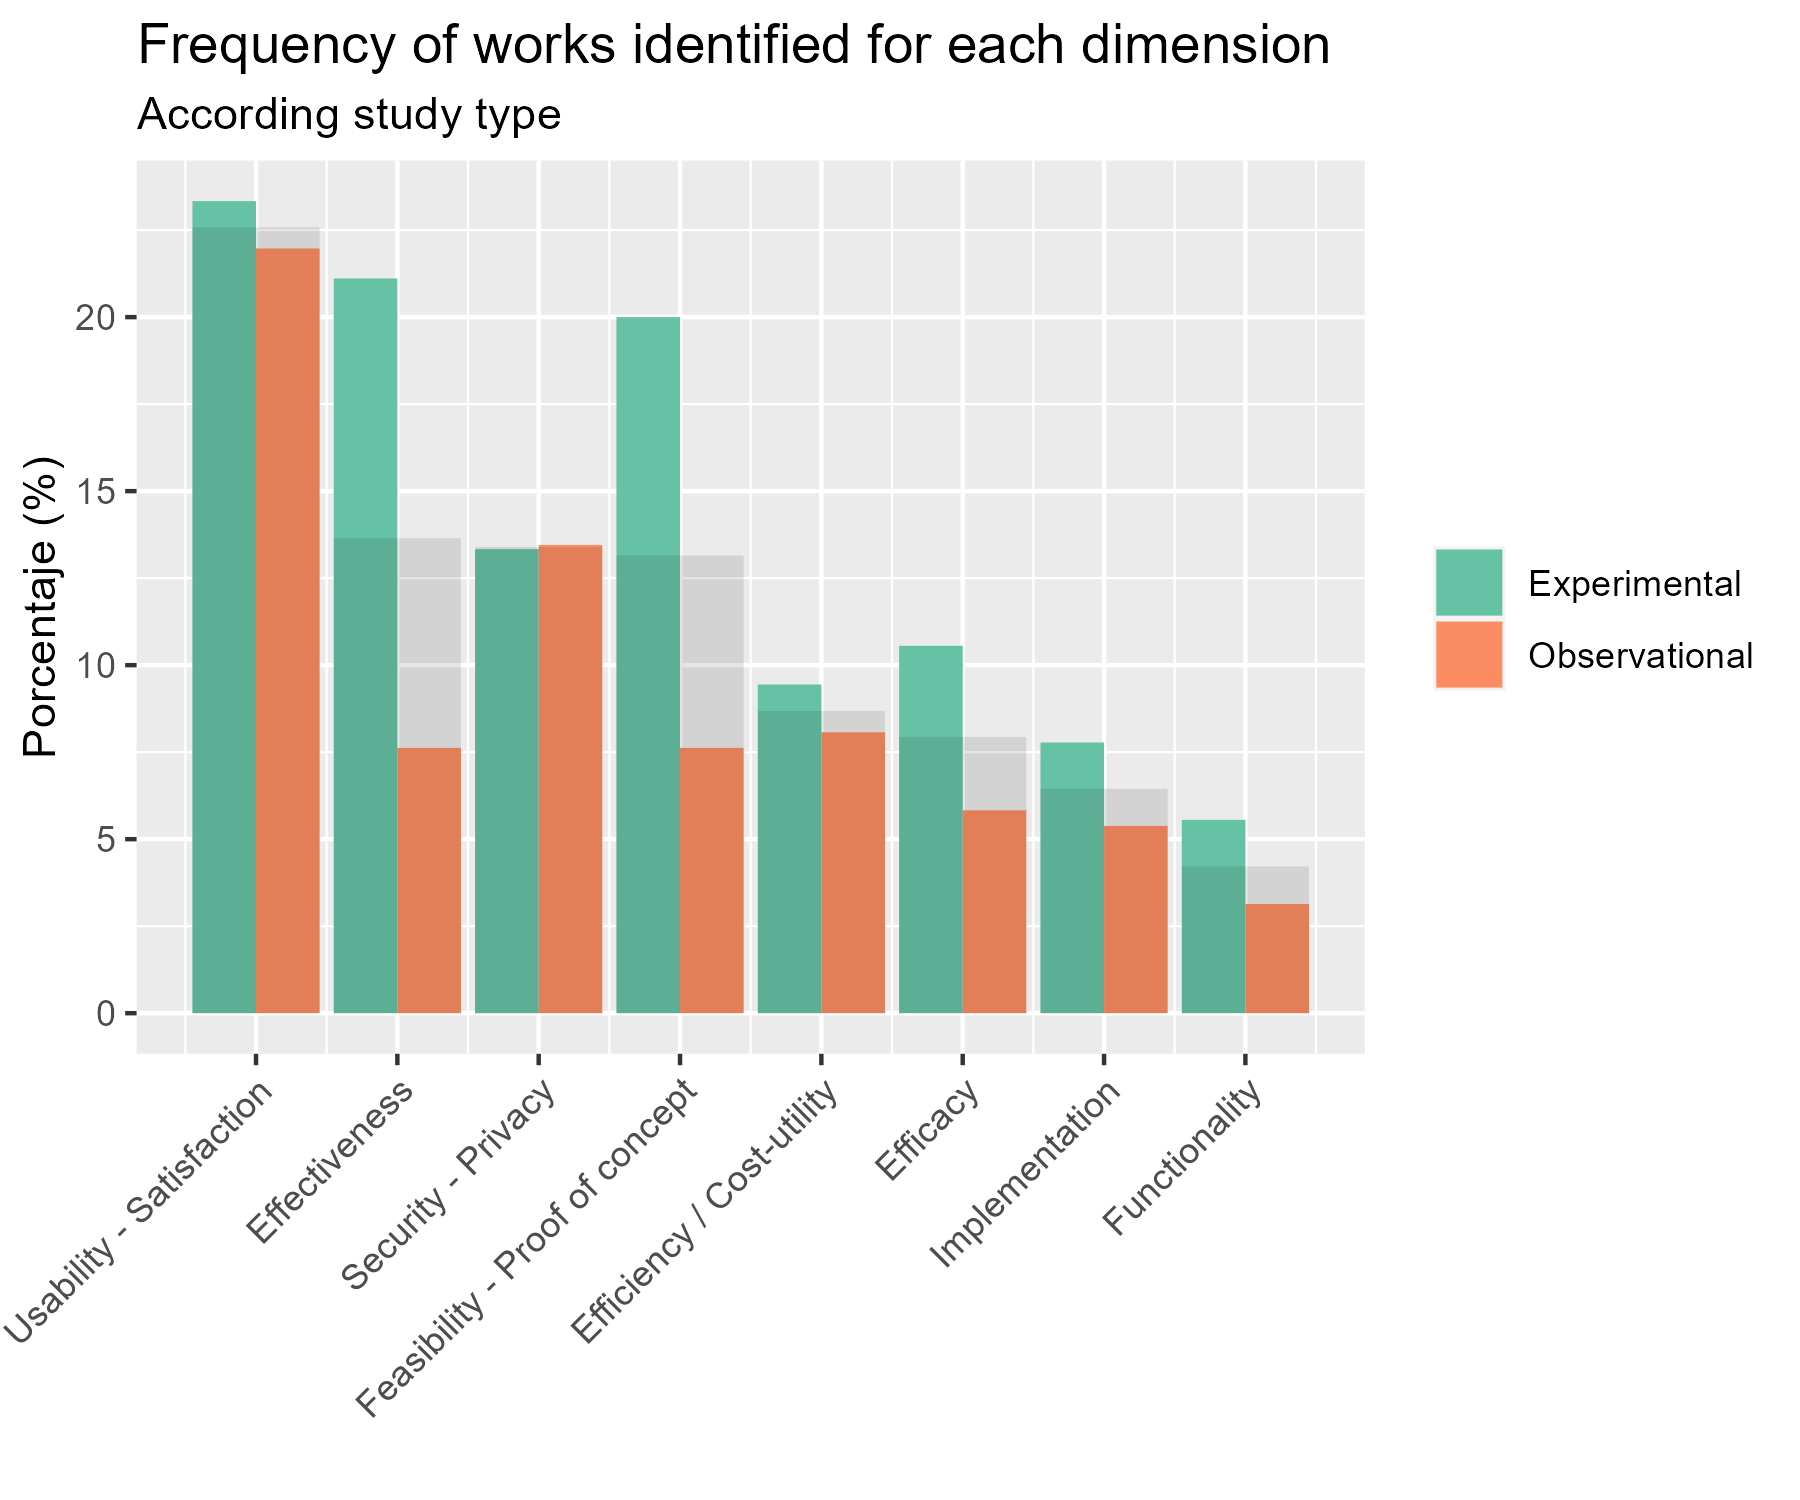 Frequency of works identified for each dimension
According study type
Porcentaje (%)
20
15
10
5
0
Usability - Satisfaction
Effectiveness
Security - Privacy
Feasibility - Proof of concept
Efficiency / Cost-utility
Efficacy
Implementation
Functionality
Experimental
Observational